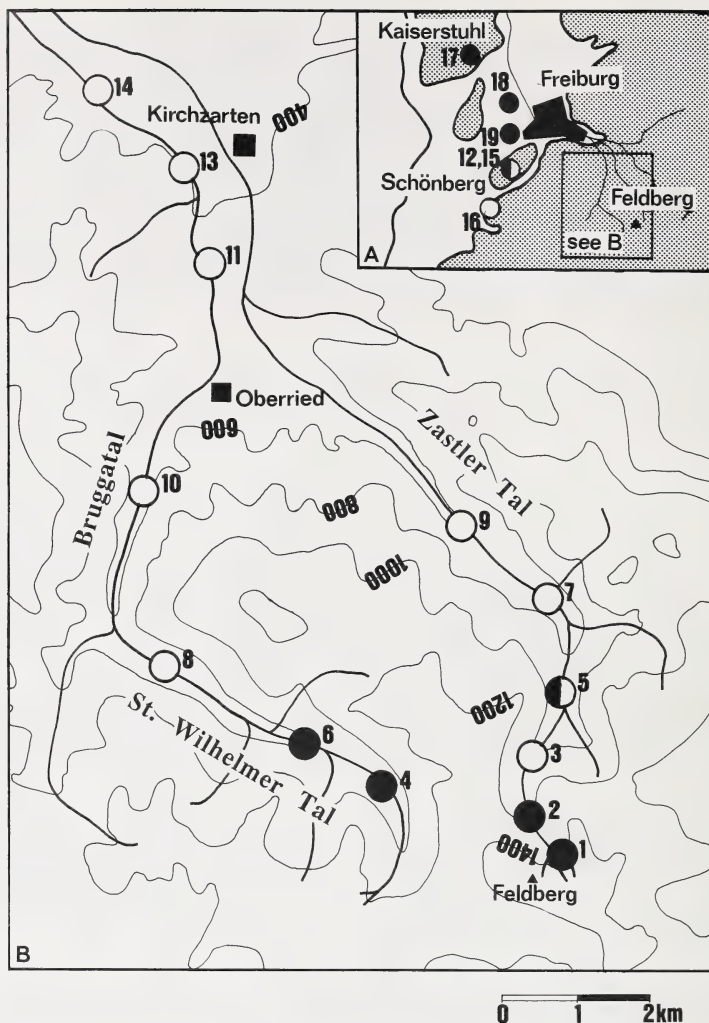 Kaiserstuhl
17
18
Freiburg
19
12,15
Schönberg
16
Feldberg
see B
A
14
Kirchzarten
400
13
11
Oberried
600
Bruggatal
Zastler Tal
10
9
800
1000
7
8
5
1200
St. Wilhelmer Tal
6
3
4
2
1400
1
Feldberg
B
0 1 2km